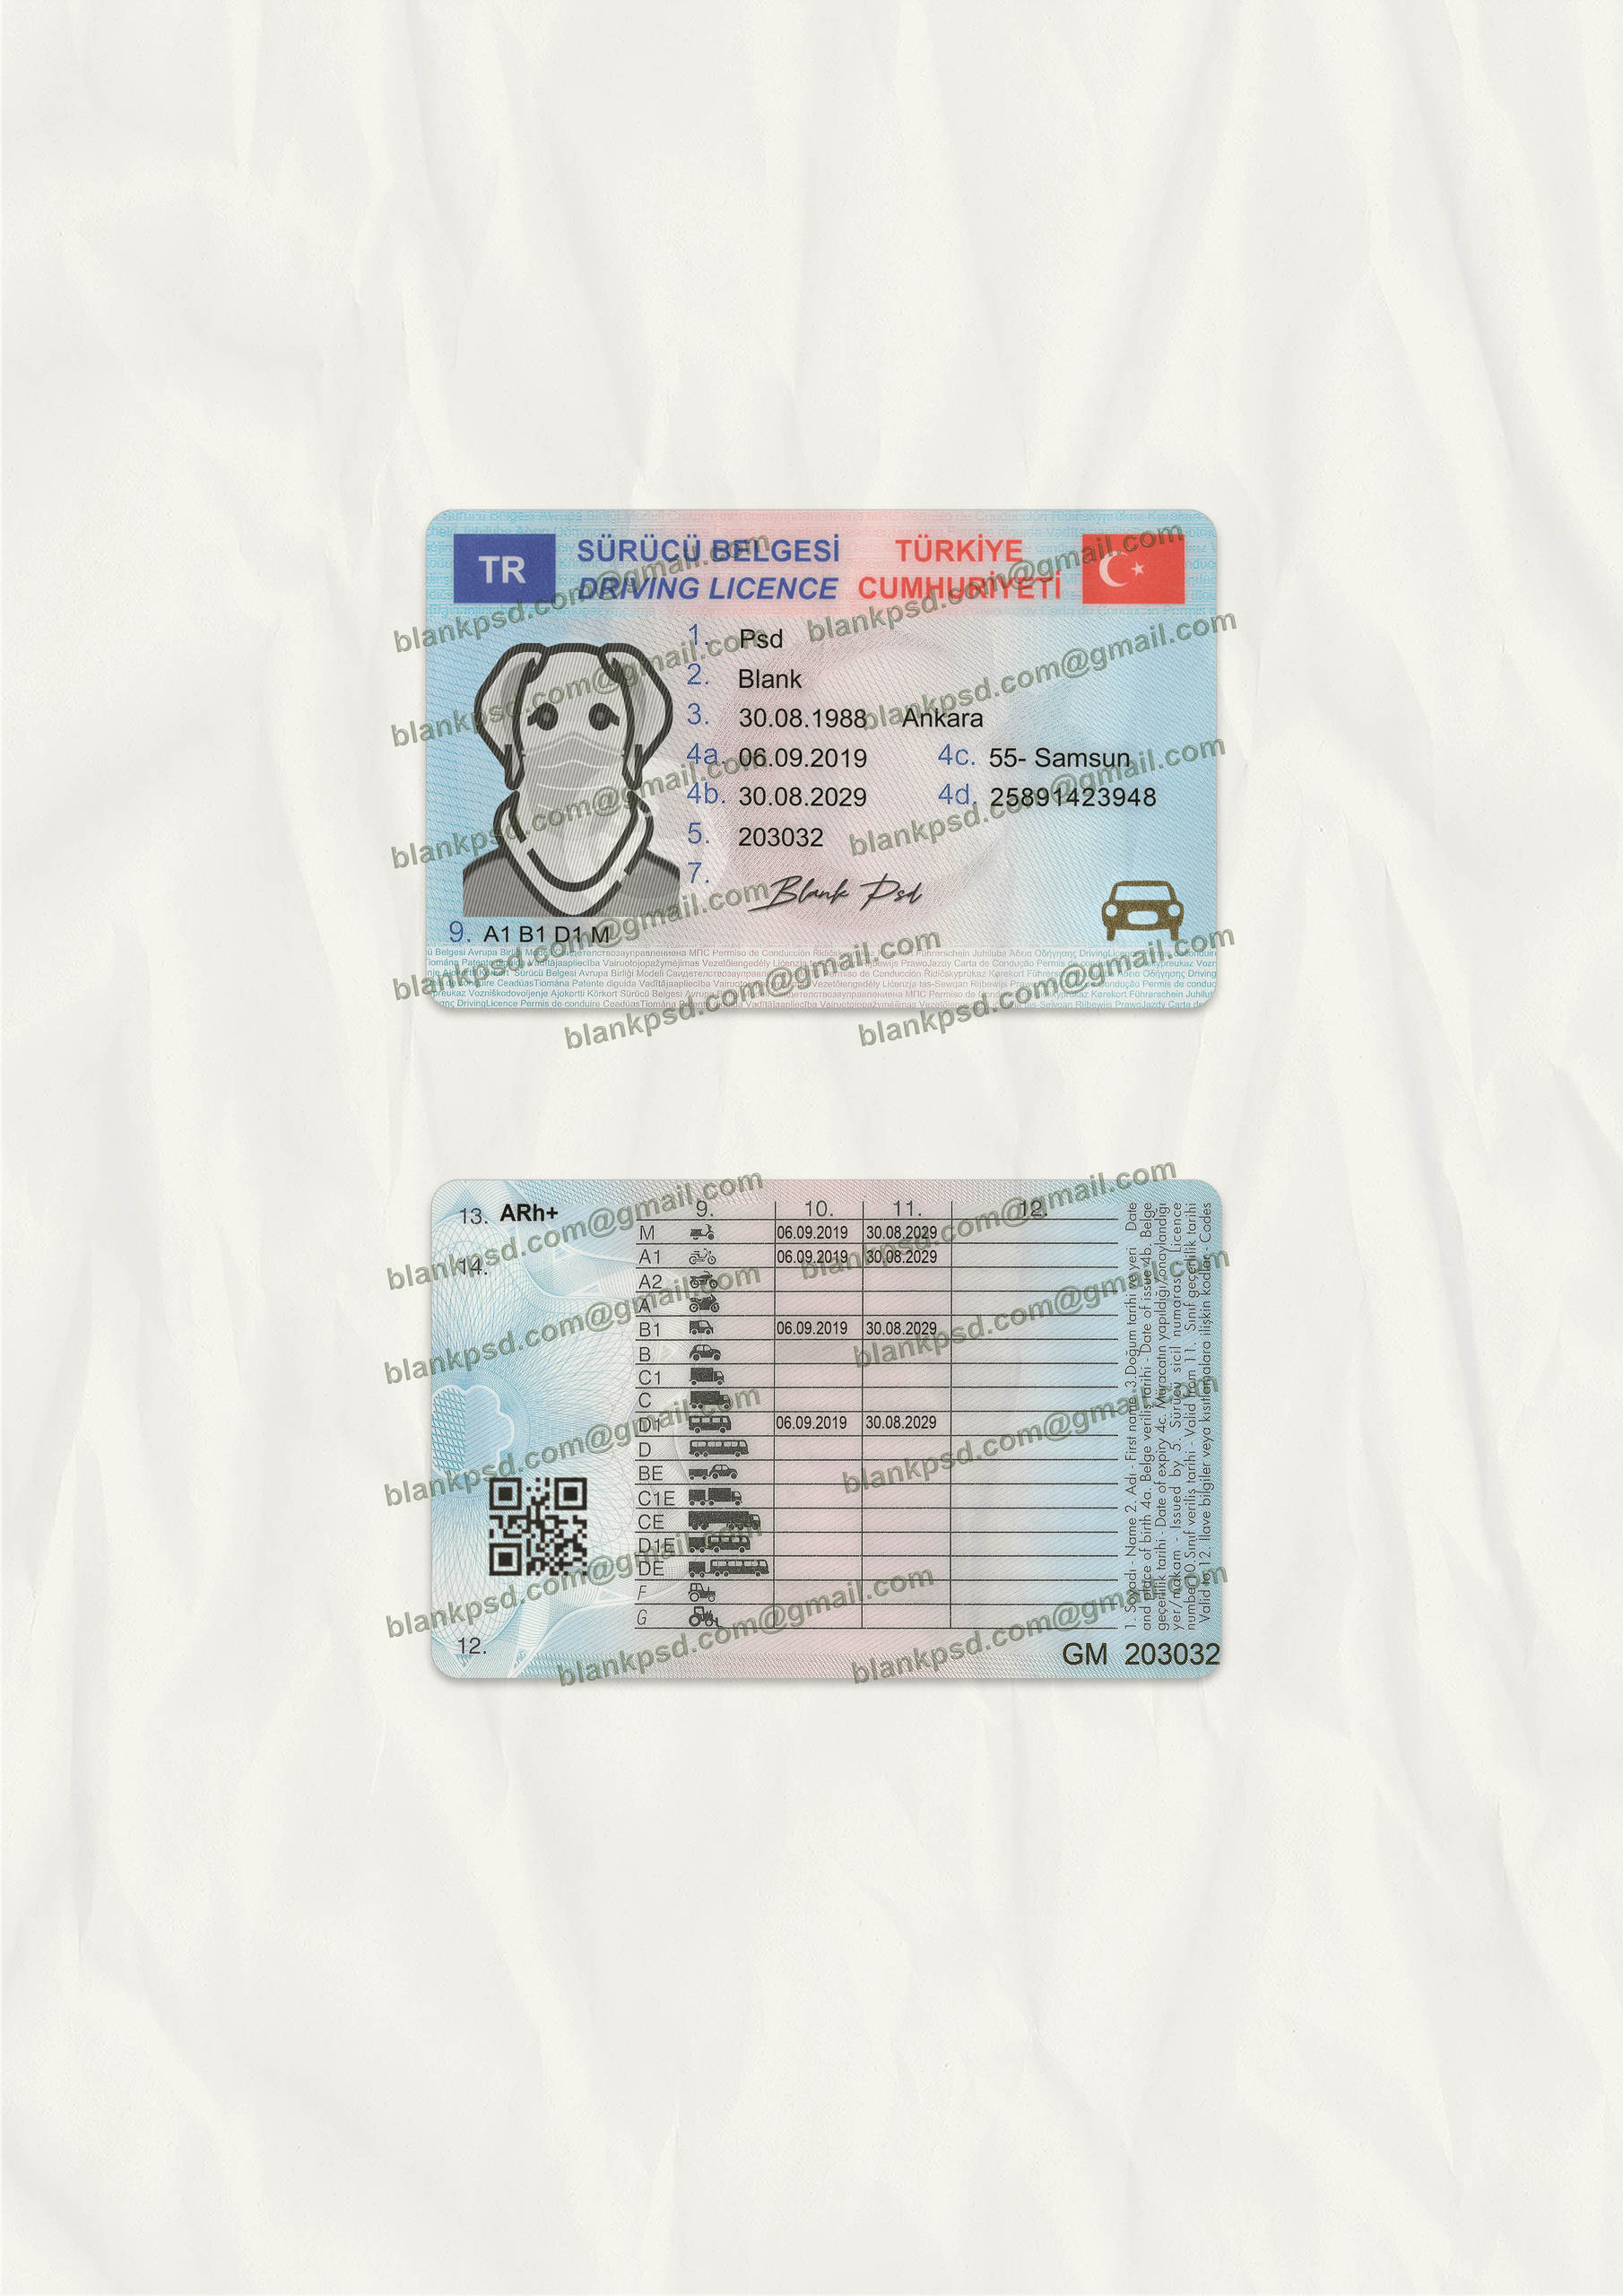 TR
SÜRÜCÜ BELGESİ
DRIVING LICENCE
TÜRKİYE
CUMHURİYETİ
1. Psd
2. Blank
3. 30.08.1988 Ankara
4a. 06.09.2019 4c. 55- Samsun
4b. 30.08.2029 4d. 25891423948
5. 203032
7. Blank Psd
9. A1 B1 D1 M
blankpsd.com@gmail.com
blankpsd.com@gmail.com
13. ARh+
14.
12.
9. 10. 11. 12.
M 06.09.2019 30.08.2029
A1 06.09.2019 30.08.2029
A2
A
B1 06.09.2019 30.08.2029
B
C1
C
D1 06.09.2019 30.08.2029
D
BE
C1E
CE
D1E
DE
F
G
1. Soyadı - Name 2. Adı - First name 3.Doğum tarihi ve yeri Date
and place of birth 4a. Belge veriliş tarihi - Date of issue 4b. Belge
geçerlilik tarihi - Date of expiry 4c. Müracatın yapıldığı/onaylandığı
yer/makam - Issued by 5. Sürücü sicil numarası Licence
number 10.Sınıf veriliş tarihi - Valid from 11. Sınıf geçerlilik tarihi
Valid to 12. İlave bilgiler veya kısıtlamalara ilişkin kodlar - Codes
GM 203032